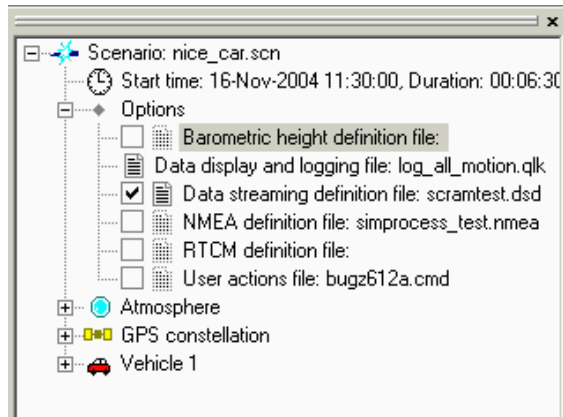 Scenario: nice_car.scn
Start time: 16-Nov-2004 11:30:00, Duration: 00:06:30
Options
Barometric height definition file:
Data display and logging file: log_all_motion.qlk
Data streaming definition file: scramtest.dsd
NMEA definition file: simprocess_test.nmea
RTCM definition file:
User actions file: bugz612a.cmd
Atmosphere
GPS constellation
Vehicle 1